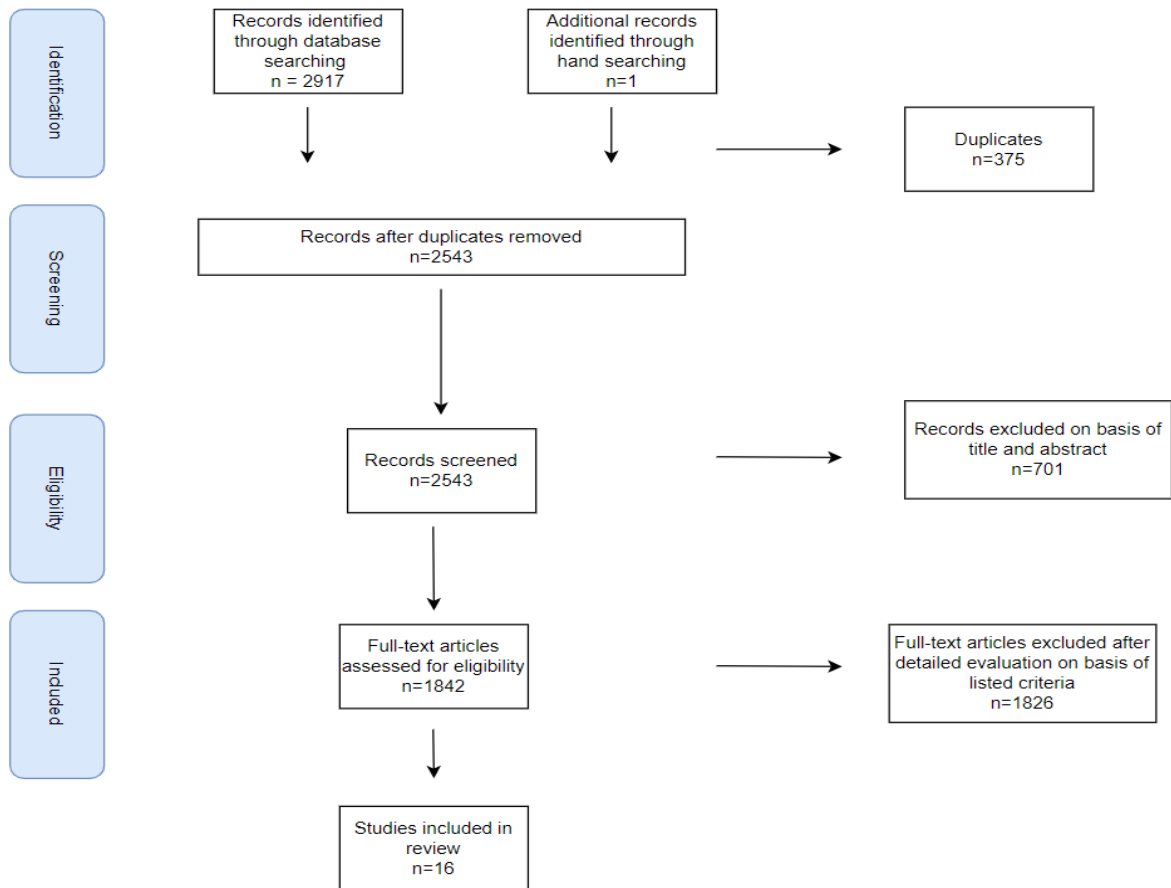 Identification
Records identified
through database
searching
n = 2917
Additional records
identified through
hand searching
n=1
Duplicates
n=375
Screening
Records after duplicates removed
n=2543
Eligibility
Records screened
n=2543
Records excluded on basis of
title and abstract
n=701
Included
Full-text articles
assessed for eligibility
n=1842
Full-text articles excluded after
detailed evaluation on basis of
listed criteria
n=1826
Studies included in
review
n=16